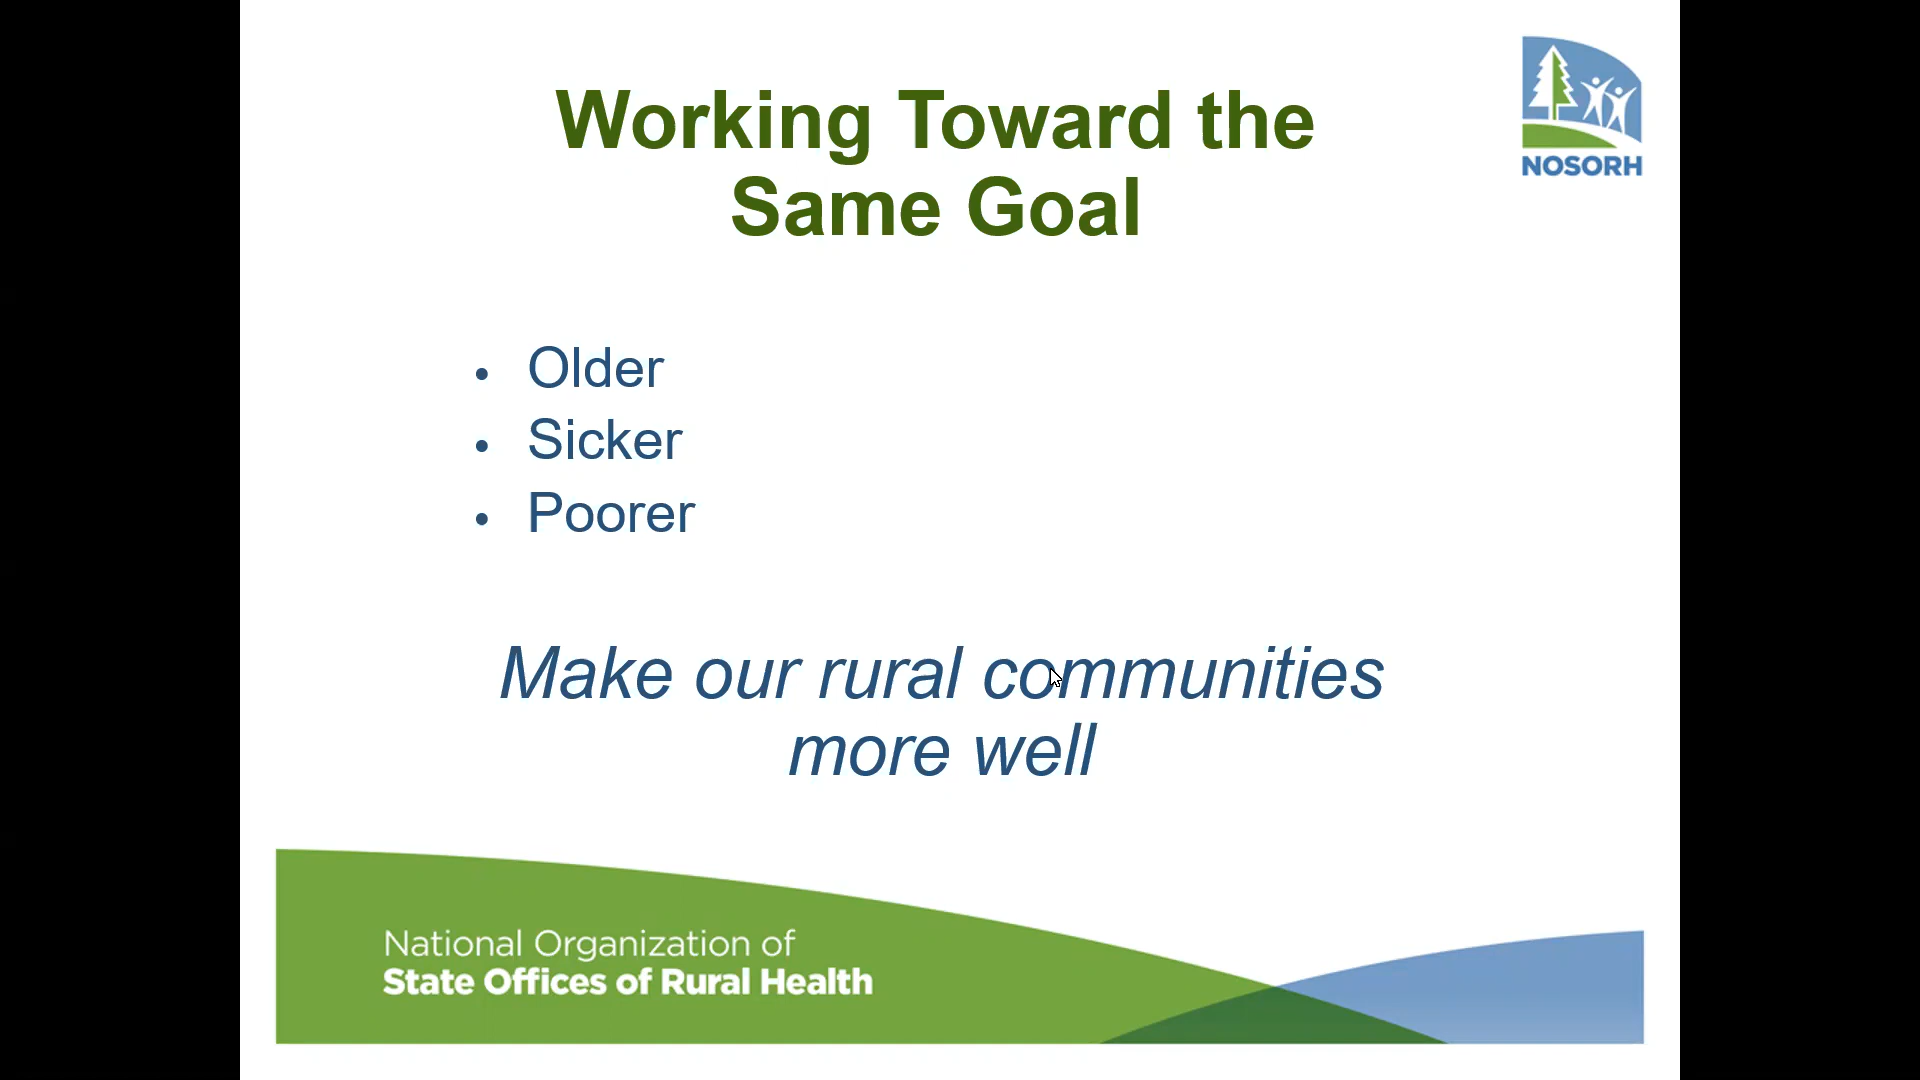 Working Toward the
Same Goal
NOSORH
• Older
• Sicker
• Poorer
Make our rural communities
more well
National Organization of
State Offices of Rural Health